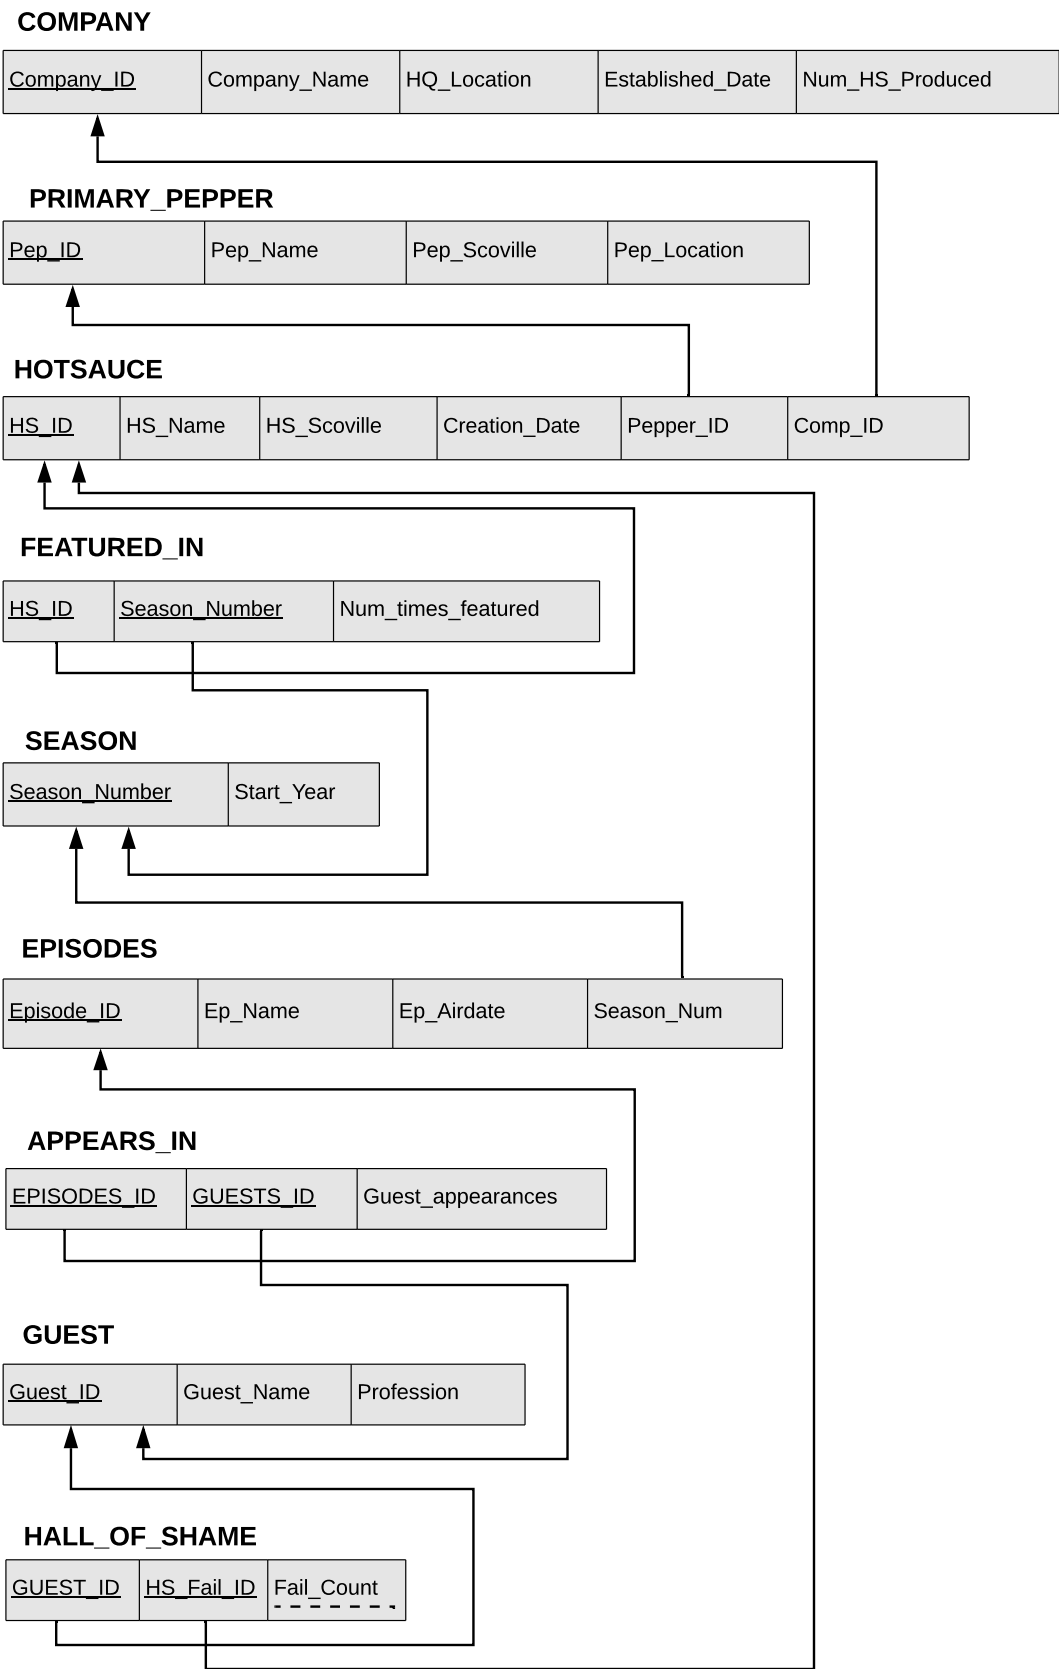 COMPANY
Company_ID Company_Name HQ_Location Established_Date Num_HS_Produced
PRIMARY_PEPPER
Pep_ID Pep_Name Pep_Scoville Pep_Location
HOTSAUCE
HS_ID HS_Name HS_Scoville Creation_Date Pepper_ID Comp_ID
FEATURED_IN
HS_ID Season_Number Num_times_featured
SEASON
Season_Number Start_Year
EPISODES
Episode_ID Ep_Name Ep_Airdate Season_Num
APPEARS_IN
EPISODES_ID GUESTS_ID Guest_appearances
GUEST
Guest_ID Guest_Name Profession
HALL_OF_SHAME
GUEST_ID HS_Fail_ID Fail_Count